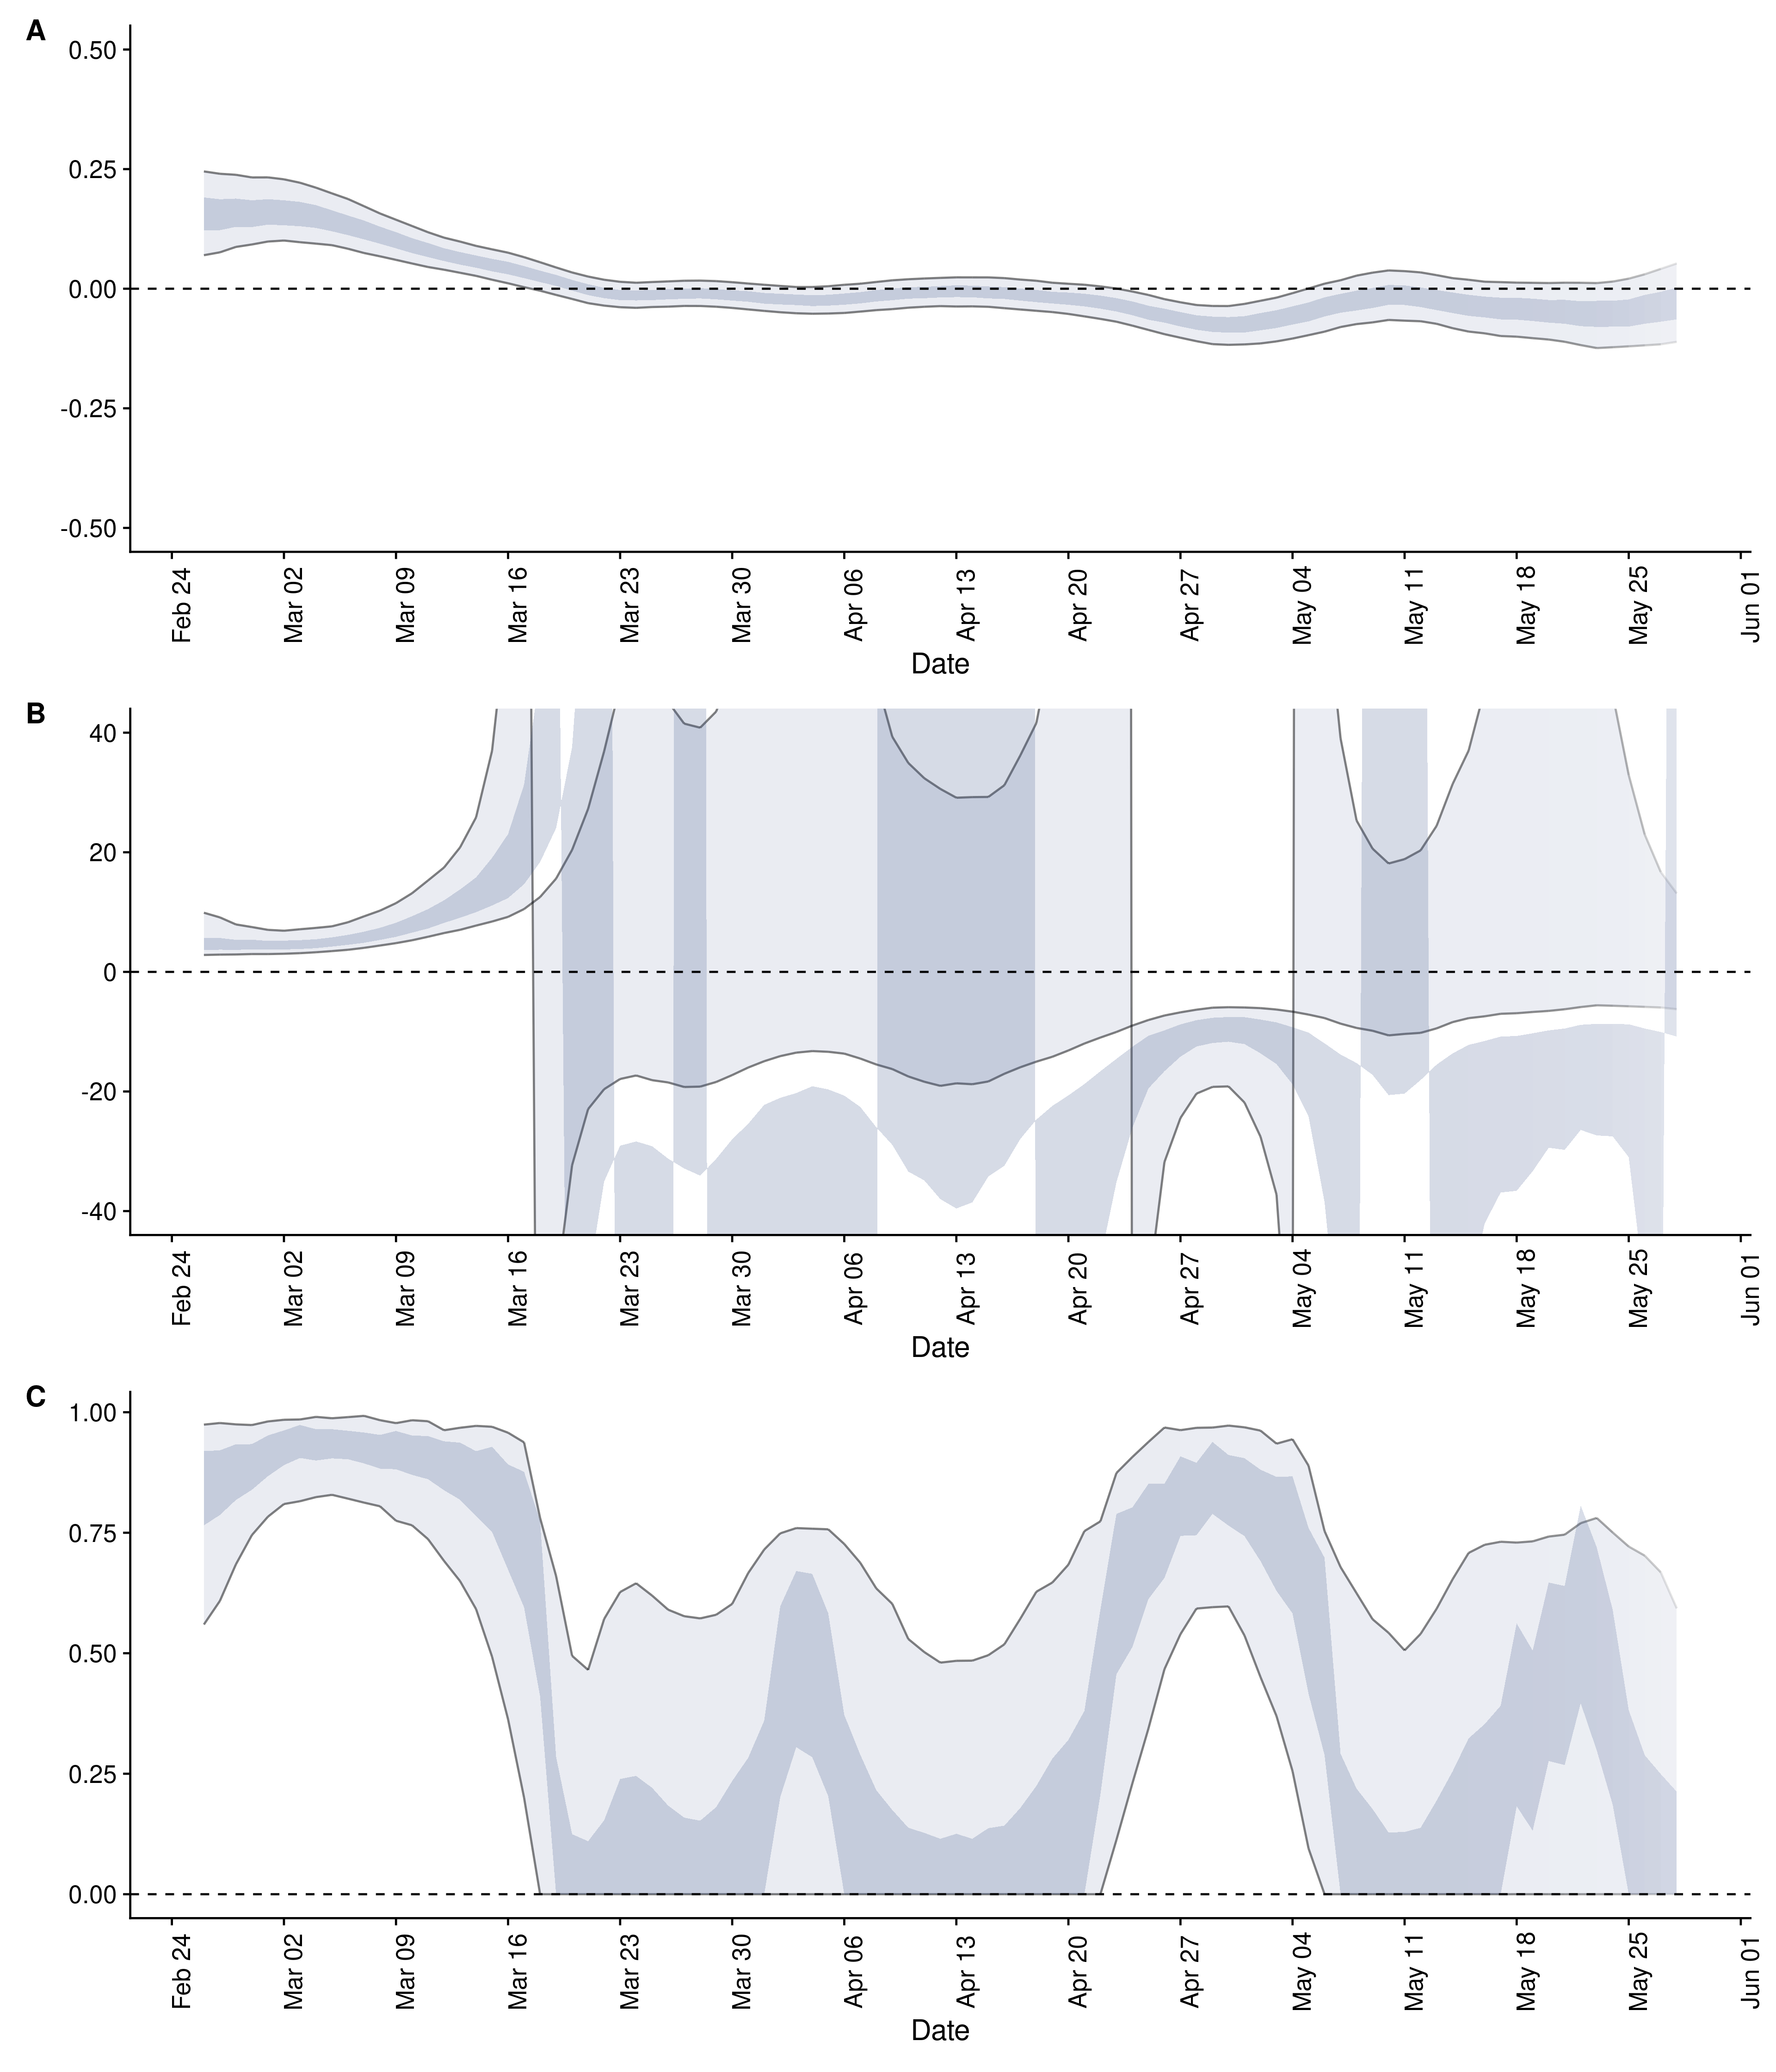 A
0.50
0.25
0.00
-0.25
-0.50
Feb 24
Mar 02
Mar 09
Mar 16
Mar 23
Mar 30
Apr 06
Apr 13
Apr 20
Apr 27
May 04
May 11
May 18
May 25
Jun 01
Date
B
40
20
0
-20
-40
Feb 24
Mar 02
Mar 09
Mar 16
Mar 23
Mar 30
Apr 06
Apr 13
Apr 20
Apr 27
May 04
May 11
May 18
May 25
Jun 01
Date
C
1.00
0.75
0.50
0.25
0.00
Feb 24
Mar 02
Mar 09
Mar 16
Mar 23
Mar 30
Apr 06
Apr 13
Apr 20
Apr 27
May 04
May 11
May 18
May 25
Jun 01
Date